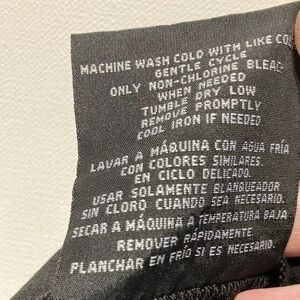 MACHINE WASH COLD WITH LIKE CO
GENTLE CYCLE
ONLY NON-CHLORINE BLEAC
WHEN NEEDED
TUMBLE DRY LOW
REMOVE PROMPTLY
COOL IRON IF NEEDED
LAVAR A MÁQUINA CON AGUA FRÍA
CON COLORES SIMILARES.
EN CICLO DELICADO.
USAR SOLAMENTE BLANQUEADOR
SIN CLORO CUANDO SEA NECESARIO.
SECAR A MÁQUINA A TEMPERATURA BAJA
REMOVER RÁPIDAMENTE.
PLANCHAR EN FRÍO SI ES NECESARIO.